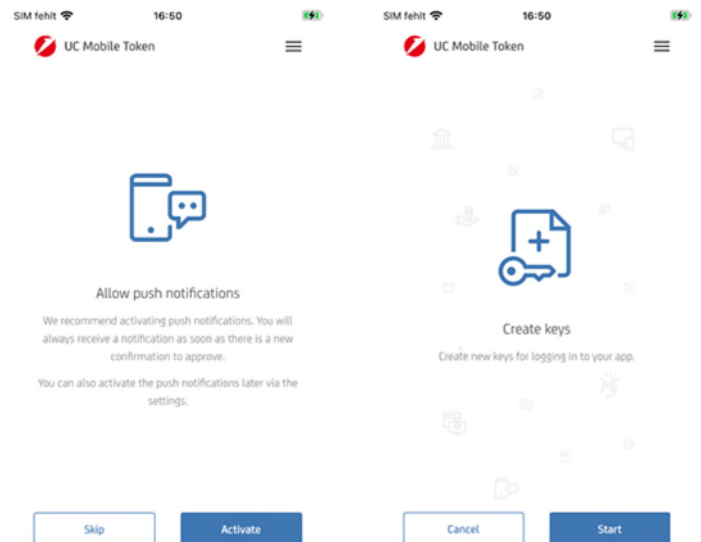 SIM fehlt 16:50
UC Mobile Token
Allow push notifications
We recommend activating push notifications. You will
always receive a notification as soon as there is a new
confirmation to approve.
You can also activate the push notifications later via the
settings.
Skip Activate
SIM fehlt 16:50
UC Mobile Token
Create keys
Create new keys for logging in to your app.
Cancel Start